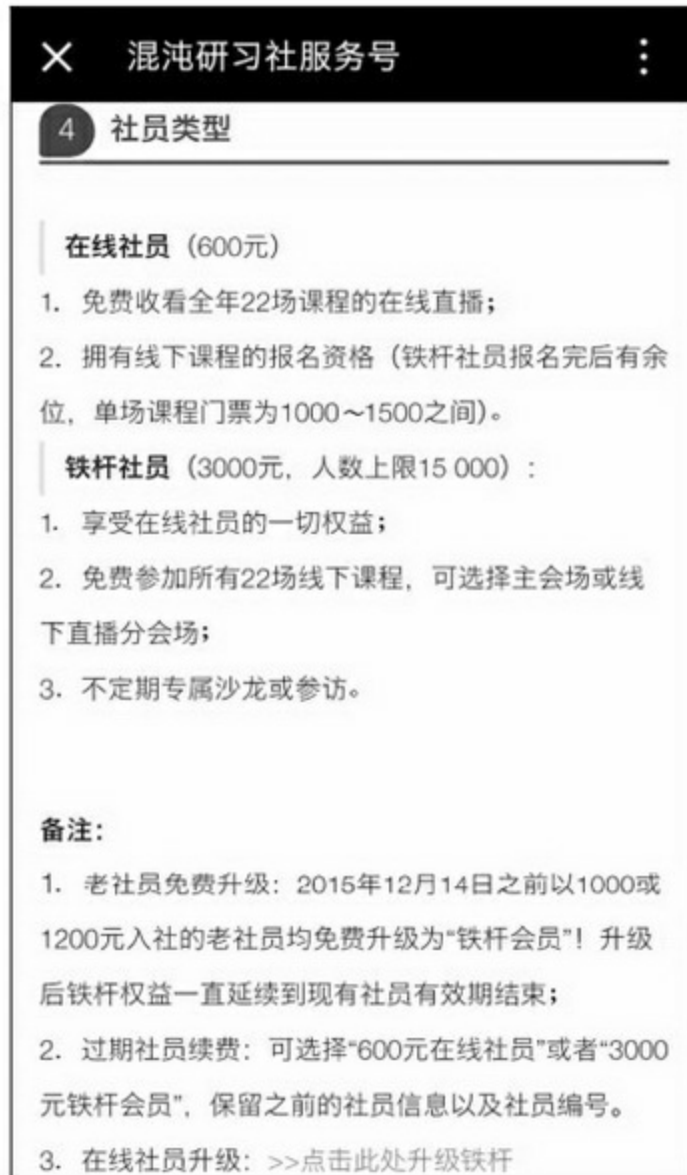 混沌研习社服务号
4 社员类型
在线社员（600元）
1. 免费收看全年22场课程的在线直播；
2. 拥有线下课程的报名资格（铁杆社员报名完后有余
位，单场课程门票为1000～1500之间）。
铁杆社员（3000元，人数上限15 000）：
1. 享受在线社员的一切权益；
2. 免费参加所有22场线下课程，可选择主会场或线
下直播分会场；
3. 不定期专属沙龙或参访。
备注：
1. 老社员免费升级：2015年12月14日之前以1000或
1200元入社的老社员均免费升级为“铁杆会员”！升级
后铁杆权益一直延续到现有社员有效期结束；
2. 过期社员续费：可选择“600元在线社员”或者“3000
元铁杆会员”，保留之前的社员信息以及社员编号。
3. 在线社员升级：>>点击此处升级铁杆